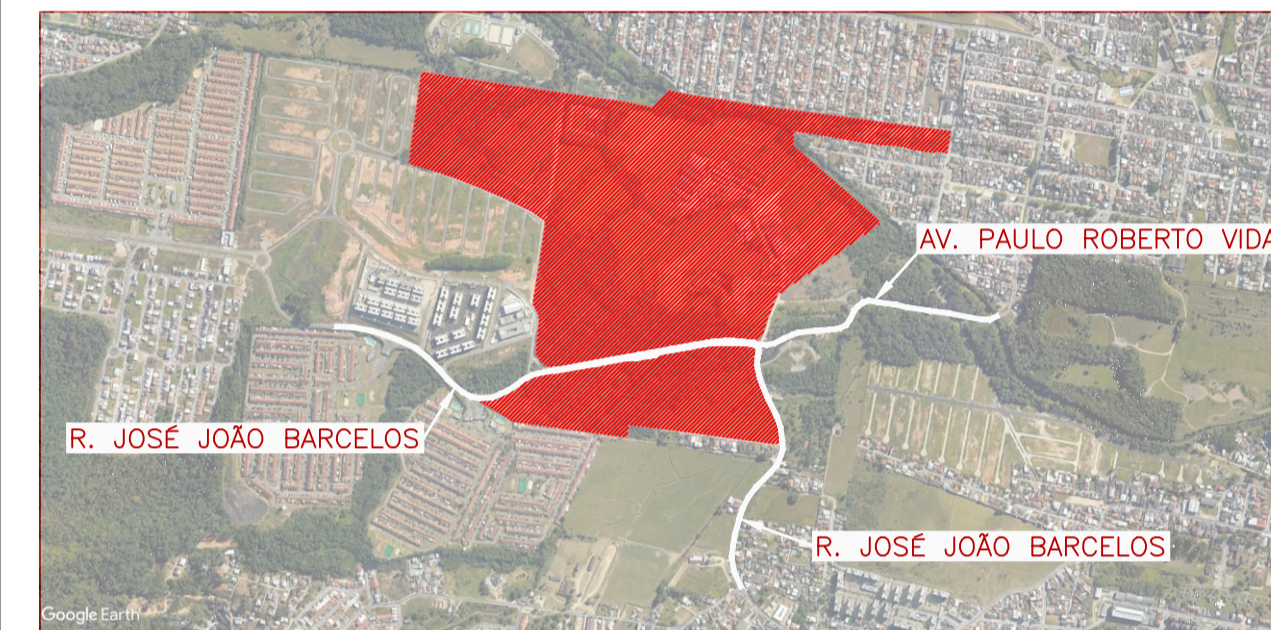 AV. PAULO ROBERTO VIDA
R. JOSÉ JOÃO BARCELOS
R. JOSÉ JOÃO BARCELOS
Google Earth